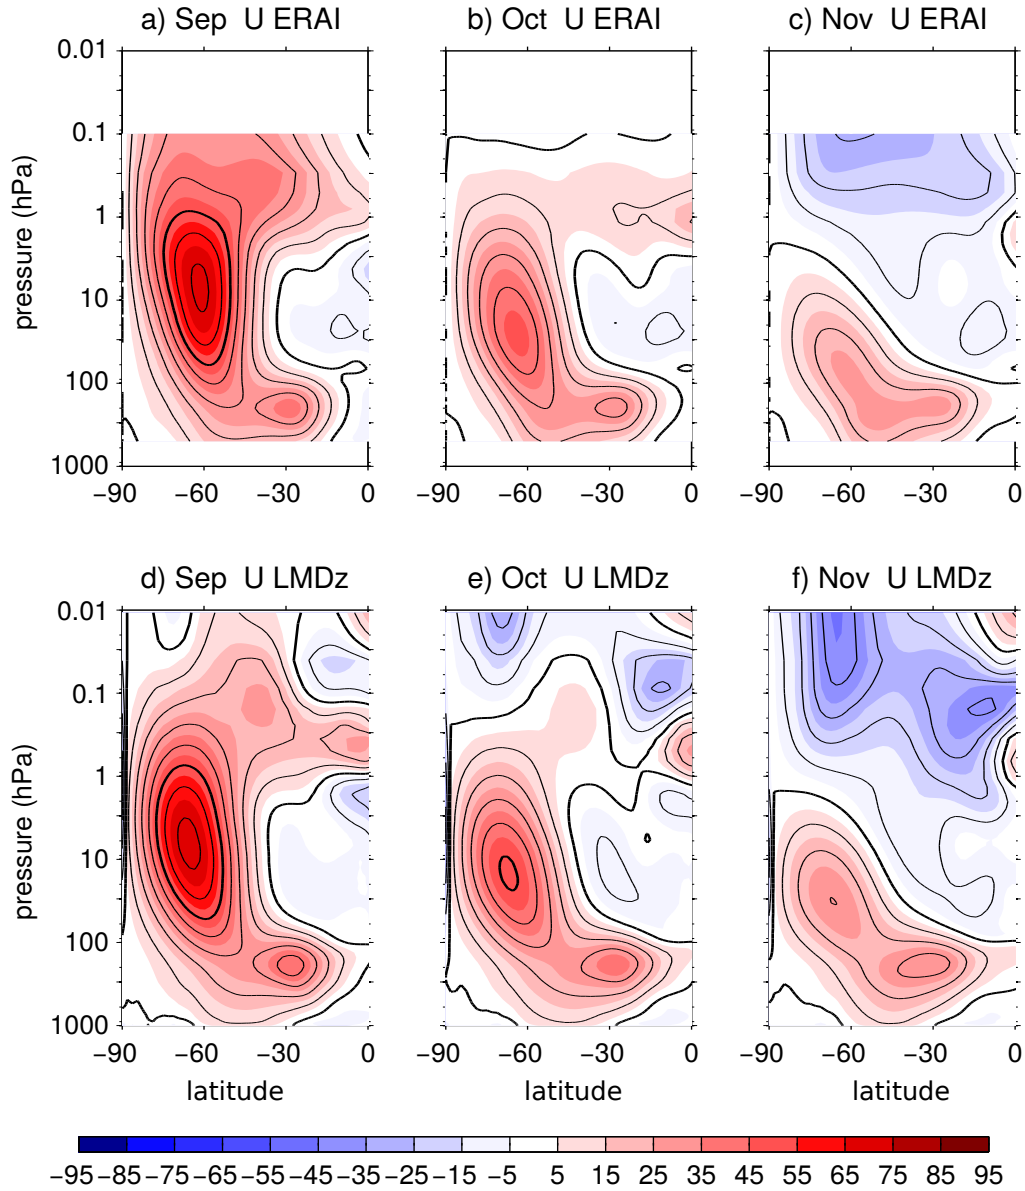 a) Sep U ERAI
b) Oct U ERAI
c) Nov U ERAI
0.01
0.1
1
10
100
1000
pressure (hPa)
−90 −60 −30 0
−90 −60 −30 0
−90 −60 −30 0
d) Sep U LMDz
e) Oct U LMDz
f) Nov U LMDz
0.01
0.1
1
10
100
1000
pressure (hPa)
−90 −60 −30 0
−90 −60 −30 0
−90 −60 −30 0
latitude
latitude
latitude
−95 −85 −75 −65 −55 −45 −35 −25 −15 −5 5 15 25 35 45 55 65 75 85 95